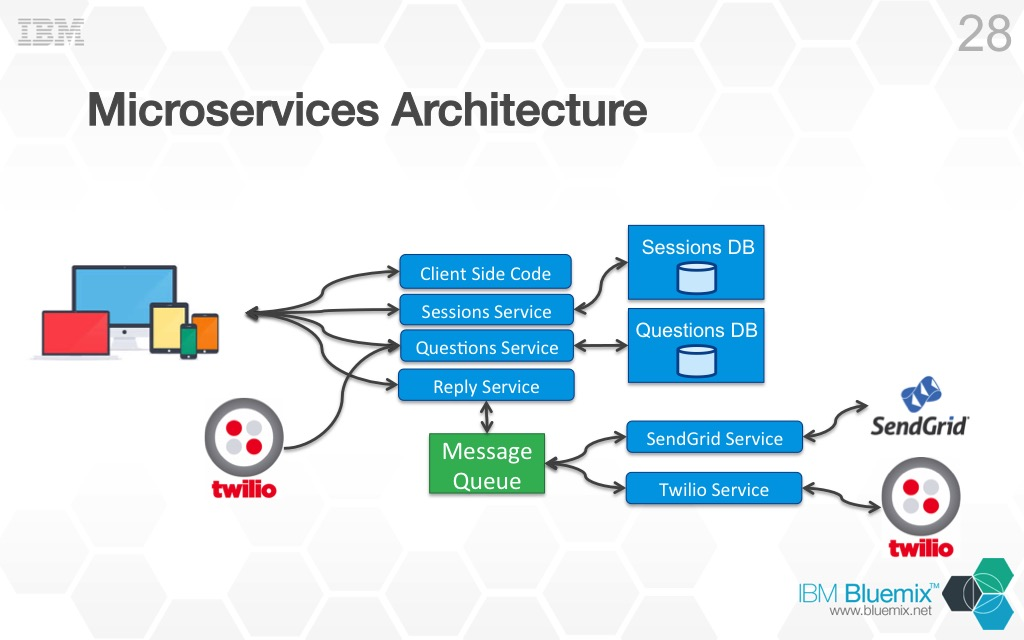 IBM
28
Microservices Architecture
Client Side Code
Sessions Service
Questions Service
Reply Service
Sessions DB
Questions DB
Message
Queue
SendGrid Service
Twilio Service
SendGrid
twilio
twilio
IBM Bluemix™
www.bluemix.net